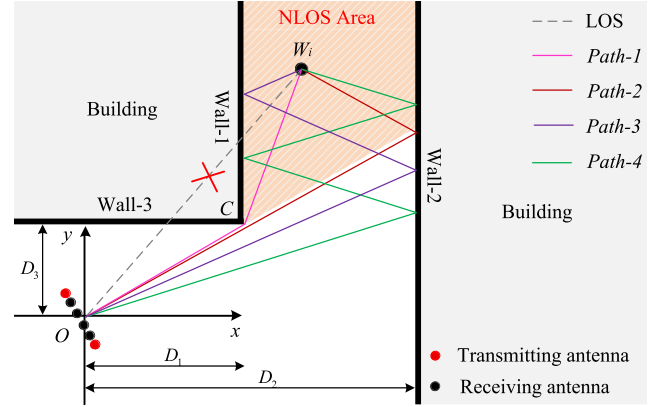 NLOS Area
W_i
LOS
Path-1
Path-2
Path-3
Path-4
Building
Wall-1
Wall-2
Wall-3
C
Building
y
D_3
O
x
D_1
D_2
Transmitting antenna
Receiving antenna